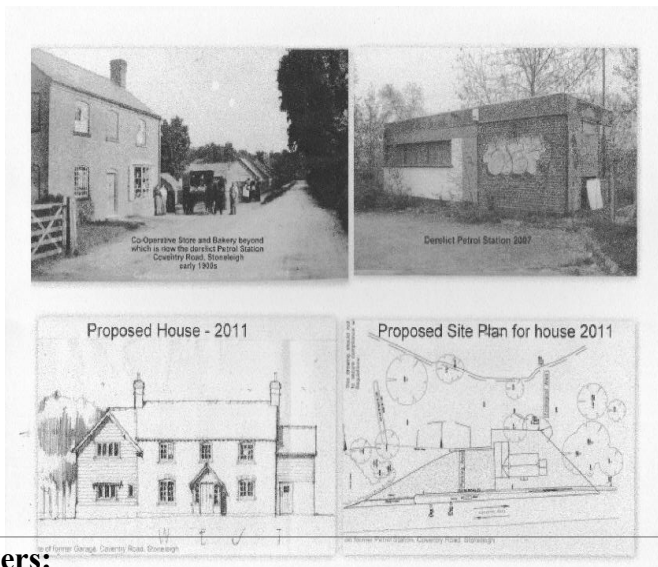 Co-Operative Store and Bakery beyond
which is now the derelict Petrol Station
Coventry Road, Stoneleigh
early 1900s
Derelict Petrol Station 2007
Proposed House - 2011
Proposed Site Plan for house 2011
W E S T
of former Garage, Coventry Road, Stoneleigh
former Petrol Station, Coventry Road, Stoneleigh
ers: